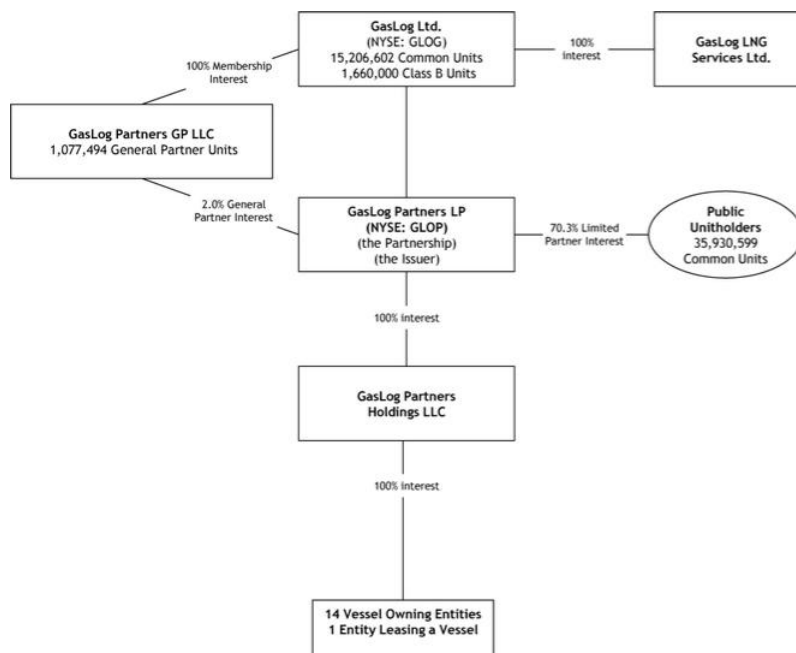 GasLog Ltd.
(NYSE: GLOG)
15,206,602 Common Units
1,660,000 Class B Units
100%
interest
GasLog LNG
Services Ltd.
100% Membership
Interest
GasLog Partners GP LLC
1,077,494 General Partner Units
2.0% General
Partner Interest
GasLog Partners LP
(NYSE: GLOP)
(the Partnership)
(the Issuer)
70.3% Limited
Partner Interest
Public
Unitholders
35,930,599
Common Units
100% interest
GasLog Partners
Holdings LLC
100% interest
14 Vessel Owning Entities
1 Entity Leasing a Vessel